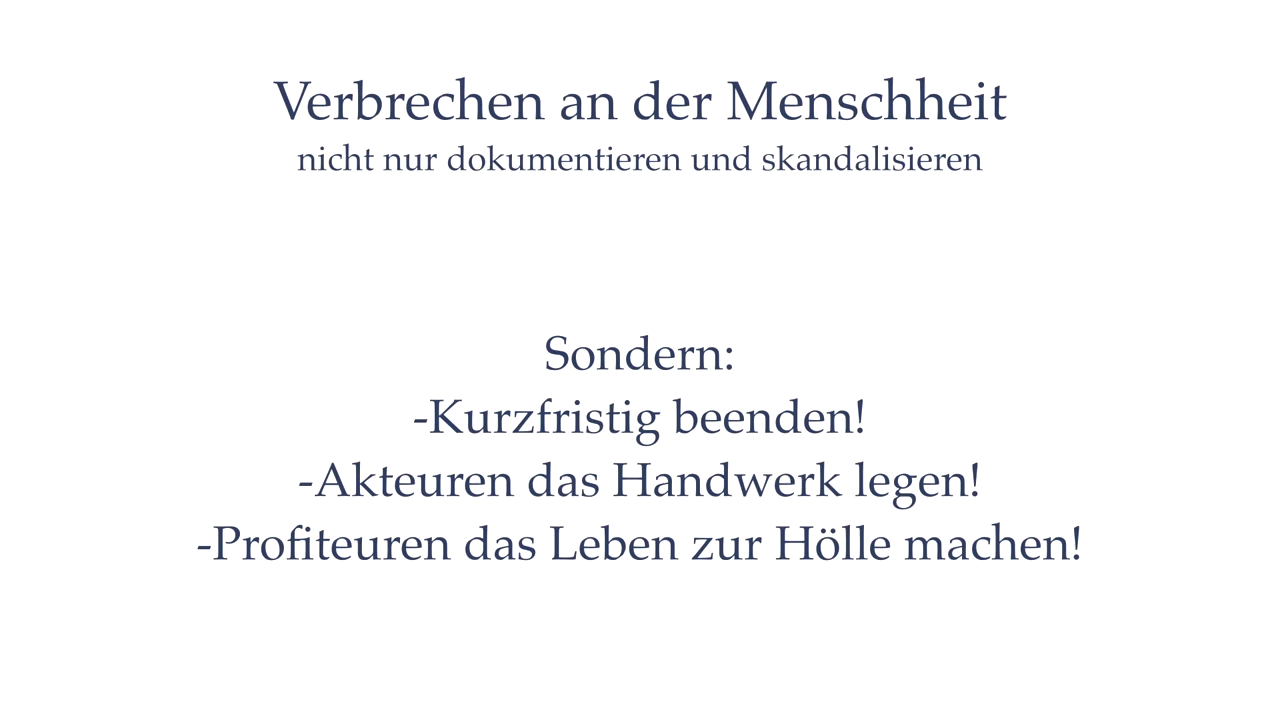 Verbrechen an der Menschheit
nicht nur dokumentieren und skandalisieren
Sondern:
-Kurzfristig beenden!
-Akteuren das Handwerk legen!
-Profiteuren das Leben zur Hölle machen!